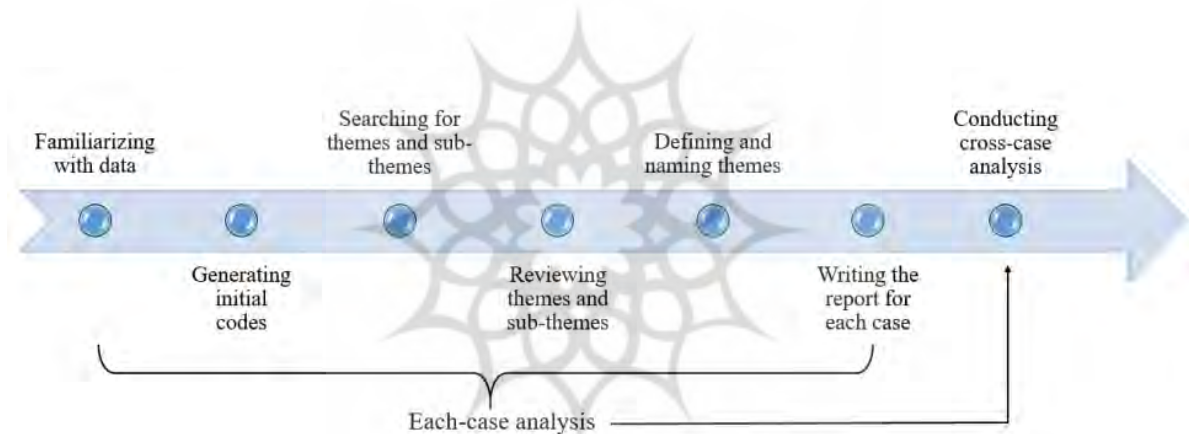 Familiarizing
with data
Generating
initial
codes
Searching for
themes and sub-
themes
Reviewing
themes and
sub-themes
Defining and
naming themes
Writing the
report for
each case
Conducting
cross-case
analysis
Each-case analysis